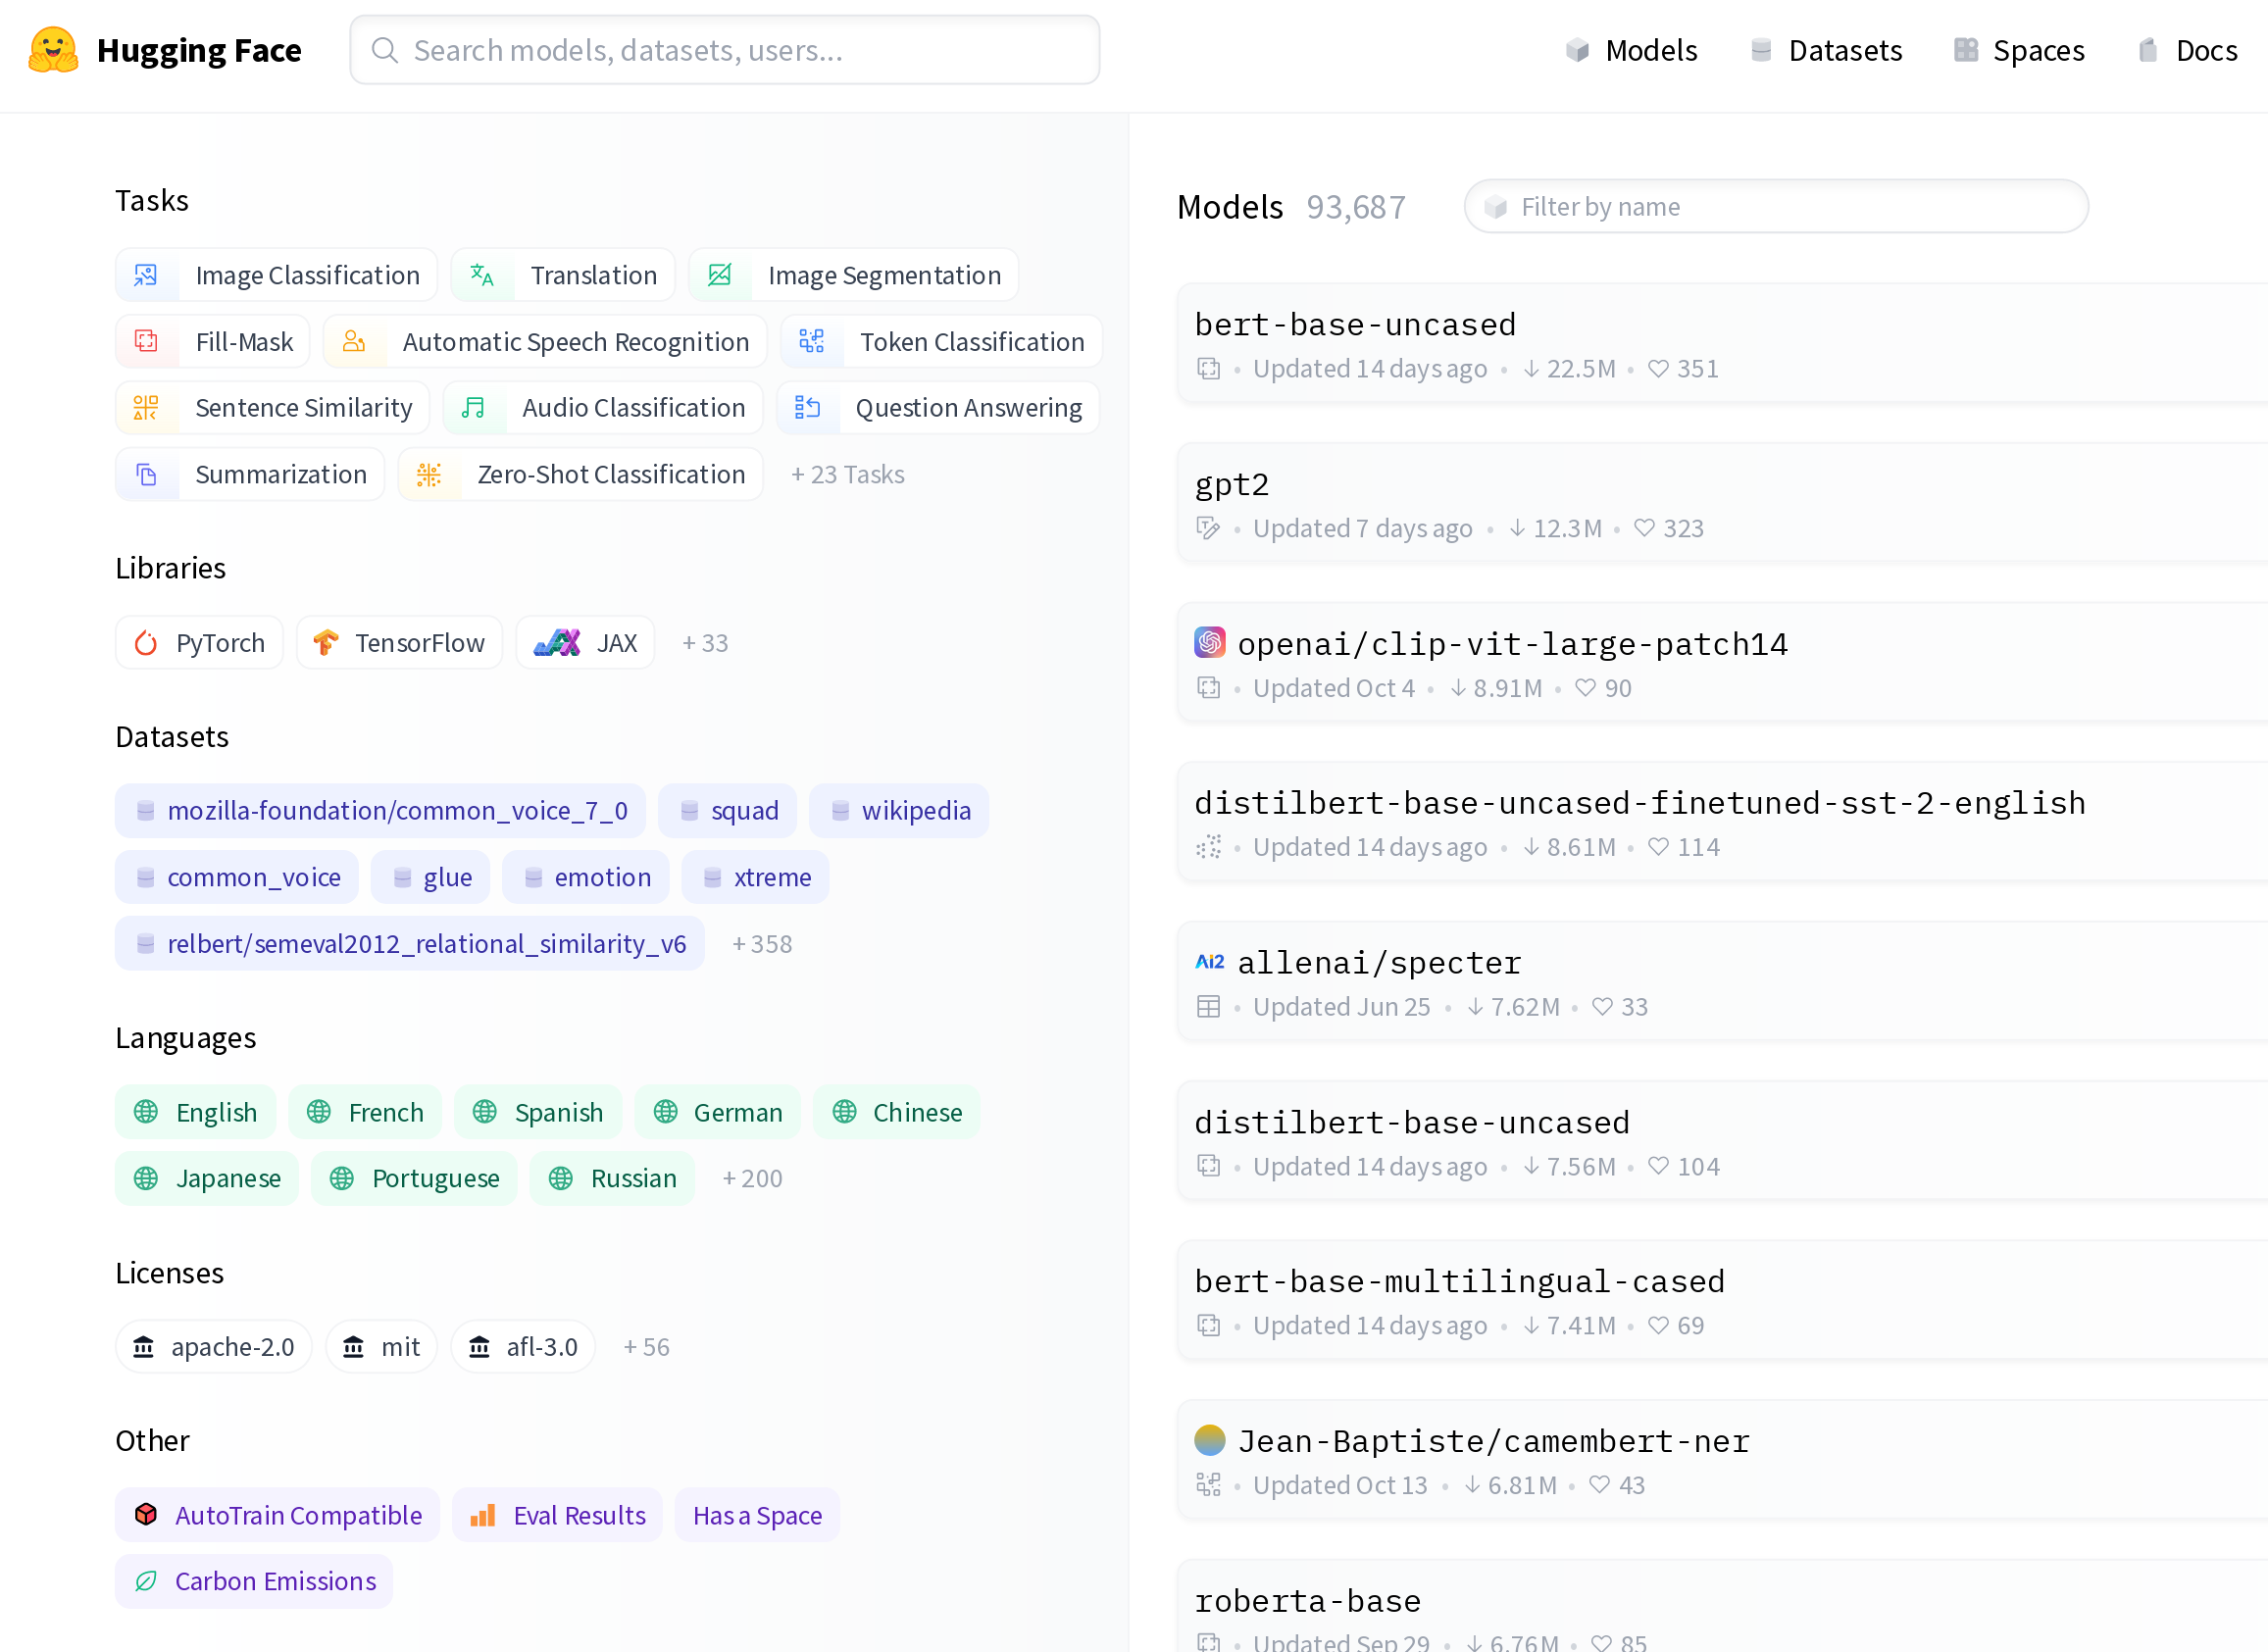 Hugging Face
Search models, datasets, users...
Models
Datasets
Spaces
Docs
Tasks
Image Classification
Translation
Image Segmentation
Fill-Mask
Automatic Speech Recognition
Token Classification
Sentence Similarity
Audio Classification
Question Answering
Summarization
Zero-Shot Classification
+ 23 Tasks
Libraries
PyTorch
TensorFlow
JAX
+ 33
Datasets
mozilla-foundation/common_voice_7_0
squad
wikipedia
common_voice
glue
emotion
xtreme
relbert/semeval2012_relational_similarity_v6
+ 358
Languages
English
French
Spanish
German
Chinese
Japanese
Portuguese
Russian
+ 200
Licenses
apache-2.0
mit
afl-3.0
+ 56
Other
AutoTrain Compatible
Eval Results
Has a Space
Carbon Emissions
Models 93,687
Filter by name
bert-base-uncased
• Updated 14 days ago • ↓ 22.5M • ♡ 351
gpt2
• Updated 7 days ago • ↓ 12.3M • ♡ 323
openai/clip-vit-large-patch14
• Updated Oct 4 • ↓ 8.91M • ♡ 90
distilbert-base-uncased-finetuned-sst-2-english
• Updated 14 days ago • ↓ 8.61M • ♡ 114
Ai2 allenai/specter
• Updated Jun 25 • ↓ 7.62M • ♡ 33
distilbert-base-uncased
• Updated 14 days ago • ↓ 7.56M • ♡ 104
bert-base-multilingual-cased
• Updated 14 days ago • ↓ 7.41M • ♡ 69
Jean-Baptiste/camembert-ner
• Updated Oct 13 • ↓ 6.81M • ♡ 43
roberta-base
• Updated Sep 29 • ↓ 6.76M • ♡ 85